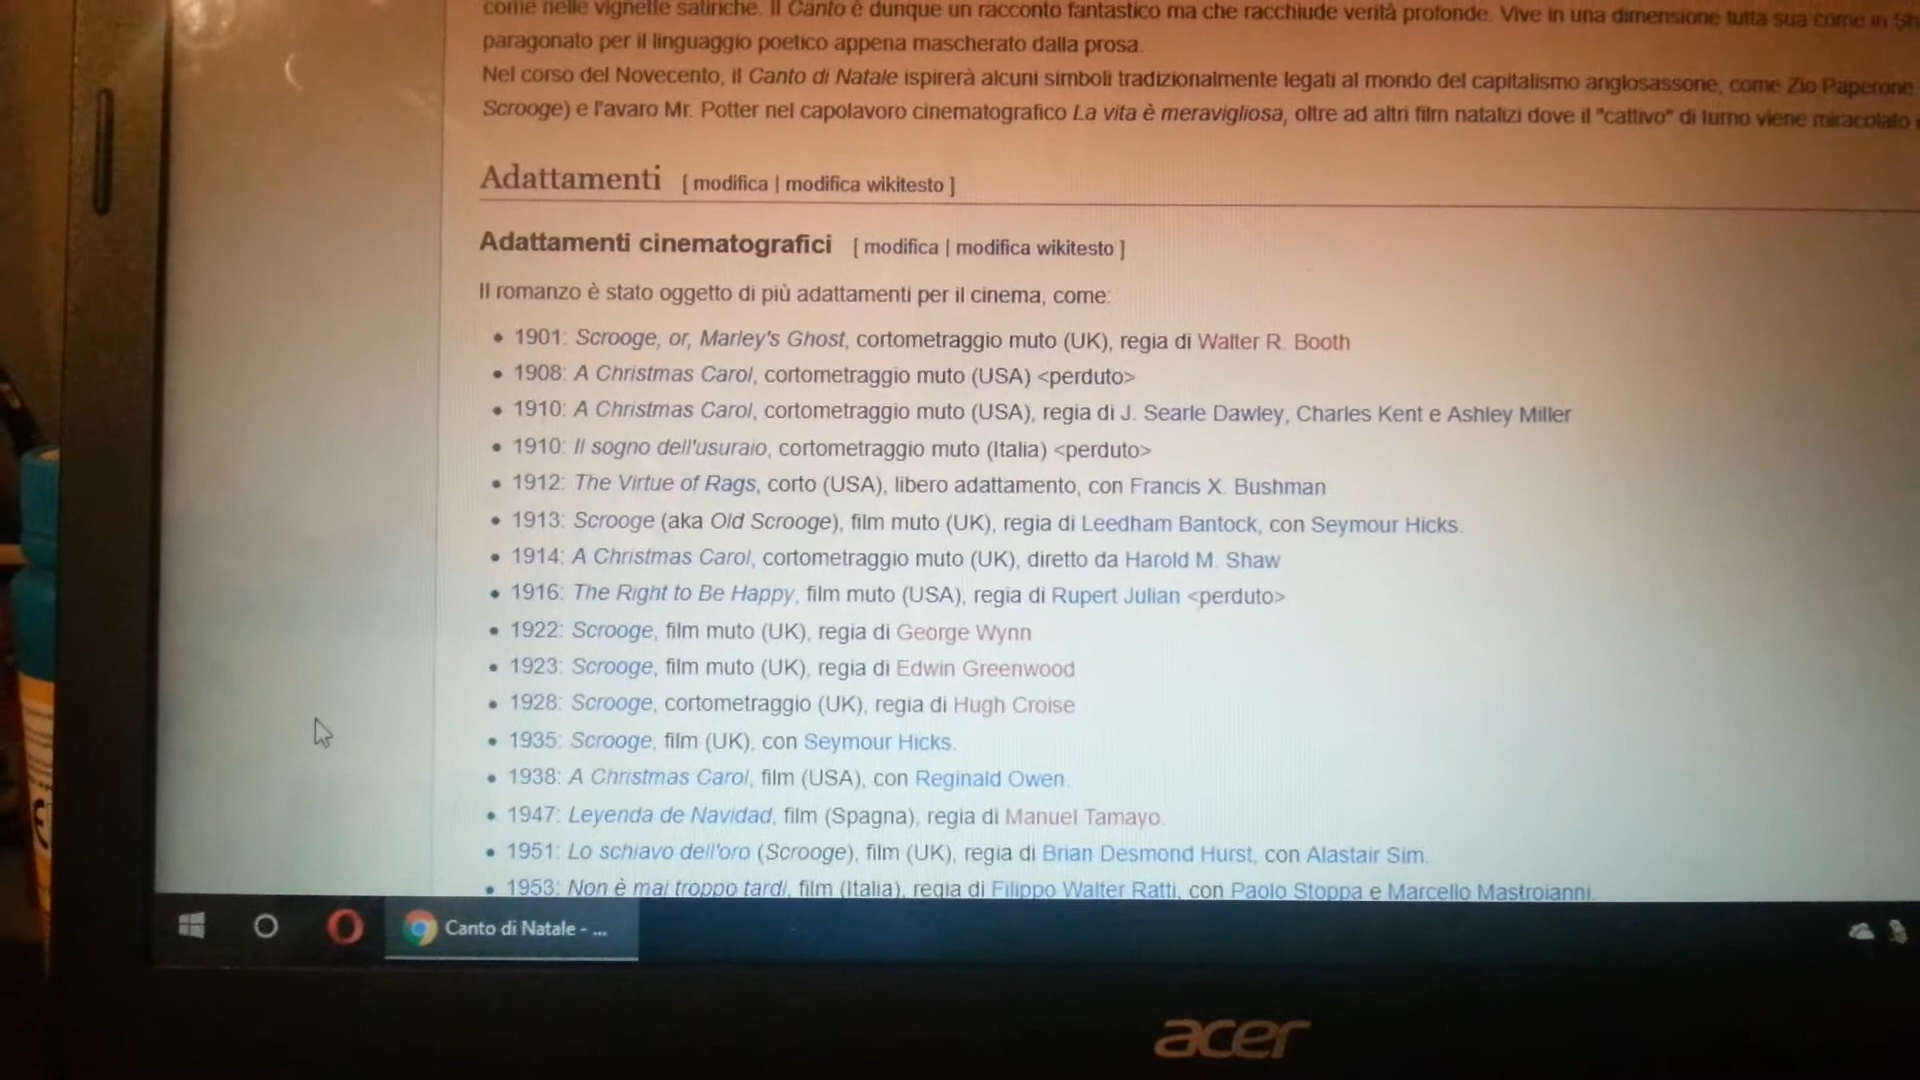 come nelle vignette satiriche. Il Canto è dunque un racconto fantastico ma che racchiude verità profonde. Vive in una dimensione tutta sua come in
paragonato per il linguaggio poetico appena mascherato dalla prosa.
Nel corso del Novecento, il Canto di Natale ispirerà alcuni simboli tradizionalmente legati al mondo del capitalismo anglosassone, come Zio Paperone
Scrooge) e l'avaro Mr. Potter nel capolavoro cinematografico La vita è meravigliosa, oltre ad altri film natalizi dove il "cattivo" di turno viene miracolato
Adattamenti [ modifica | modifica wikitesto ]
Adattamenti cinematografici [ modifica | modifica wikitesto ]
Il romanzo è stato oggetto di più adattamenti per il cinema, come:
• 1901: Scrooge, or, Marley's Ghost, cortometraggio muto (UK), regia di Walter R. Booth
• 1908: A Christmas Carol, cortometraggio muto (USA) <perduto>
• 1910: A Christmas Carol, cortometraggio muto (USA), regia di J. Searle Dawley, Charles Kent e Ashley Miller
• 1910: Il sogno dell'usuraio, cortometraggio muto (Italia) <perduto>
• 1912: The Virtue of Rags, corto (USA), libero adattamento, con Francis X. Bushman
• 1913: Scrooge (aka Old Scrooge), film muto (UK), regia di Leedham Bantock, con Seymour Hicks.
• 1914: A Christmas Carol, cortometraggio muto (UK), diretto da Harold M. Shaw
• 1916: The Right to Be Happy, film muto (USA), regia di Rupert Julian <perduto>
• 1922: Scrooge, film muto (UK), regia di George Wynn
• 1923: Scrooge, film muto (UK), regia di Edwin Greenwood
• 1928: Scrooge, cortometraggio (UK), regia di Hugh Croise
• 1935: Scrooge, film (UK), con Seymour Hicks.
• 1938: A Christmas Carol, film (USA), con Reginald Owen.
• 1947: Leyenda de Navidad, film (Spagna), regia di Manuel Tamayo.
• 1951: Lo schiavo dell'oro (Scrooge), film (UK), regia di Brian Desmond Hurst, con Alastair Sim.
• 1953: Non è mai troppo tardi, film (Italia), regia di Filippo Walter Ratti, con Paolo Stoppa e Marcello Mastroianni.
Canto di Natale - ...
acer